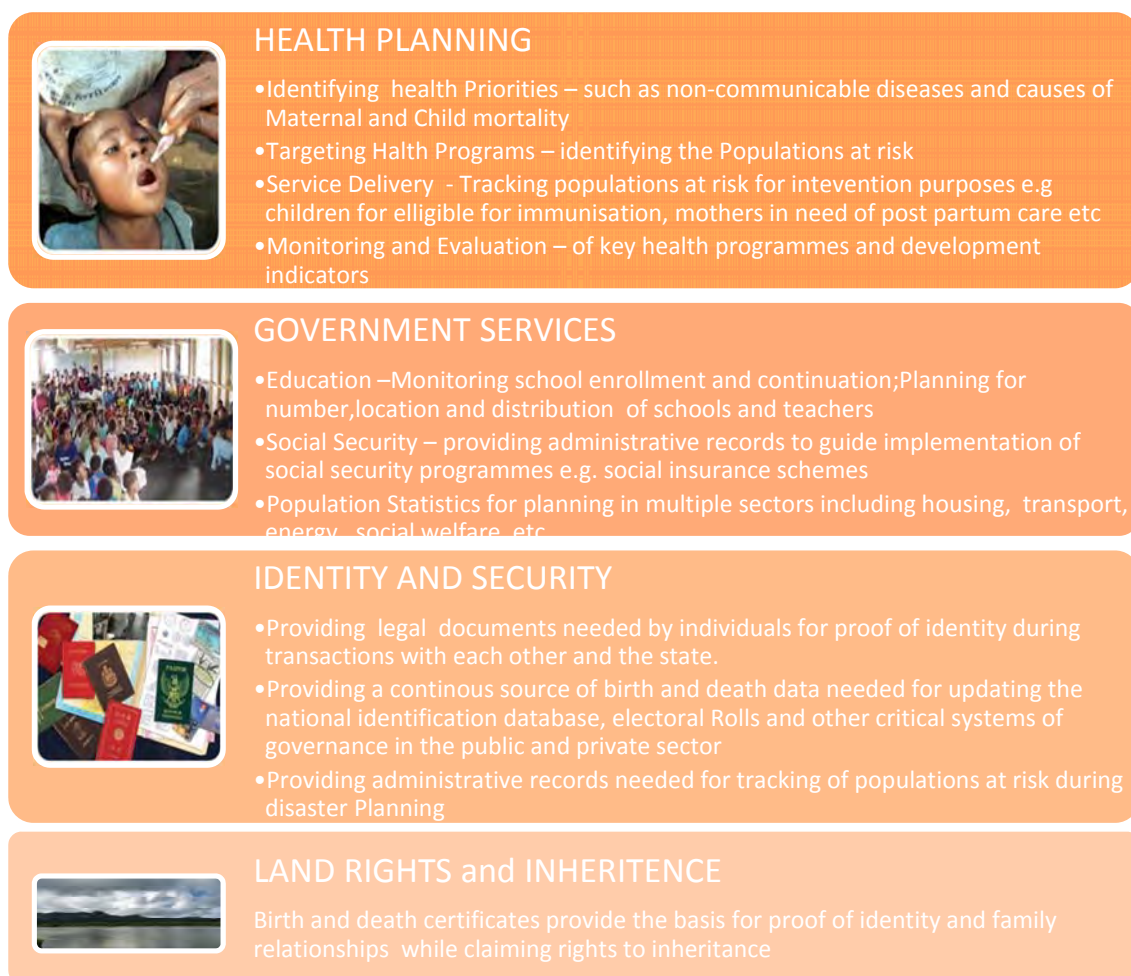 HEALTH PLANNING
•Identifying health Priorities – such as non-communicable diseases and causes of
Maternal and Child mortality
•Targeting Halth Programs – identifying the Populations at risk
•Service Delivery - Tracking populations at risk for intevention purposes e.g
children for elligible for immunisation, mothers in need of post partum care etc
•Monitoring and Evaluation – of key health programmes and development
indicators
GOVERNMENT SERVICES
•Education –Monitoring school enrollment and continuation;Planning for
number,location and distribution of schools and teachers
•Social Security – providing administrative records to guide implementation of
social security programmes e.g. social insurance schemes
•Population Statistics for planning in multiple sectors including housing, transport,
energy, social welfare, etc
IDENTITY AND SECURITY
•Providing legal documents needed by individuals for proof of identity during
transactions with each other and the state.
•Providing a continous source of birth and death data needed for updating the
national identification database, electoral Rolls and other critical systems of
governance in the public and private sector
•Providing administrative records needed for tracking of populations at risk during
disaster Planning
LAND RIGHTS and INHERITENCE
Birth and death certificates provide the basis for proof of identity and family
relationships while claiming rights to inheritance